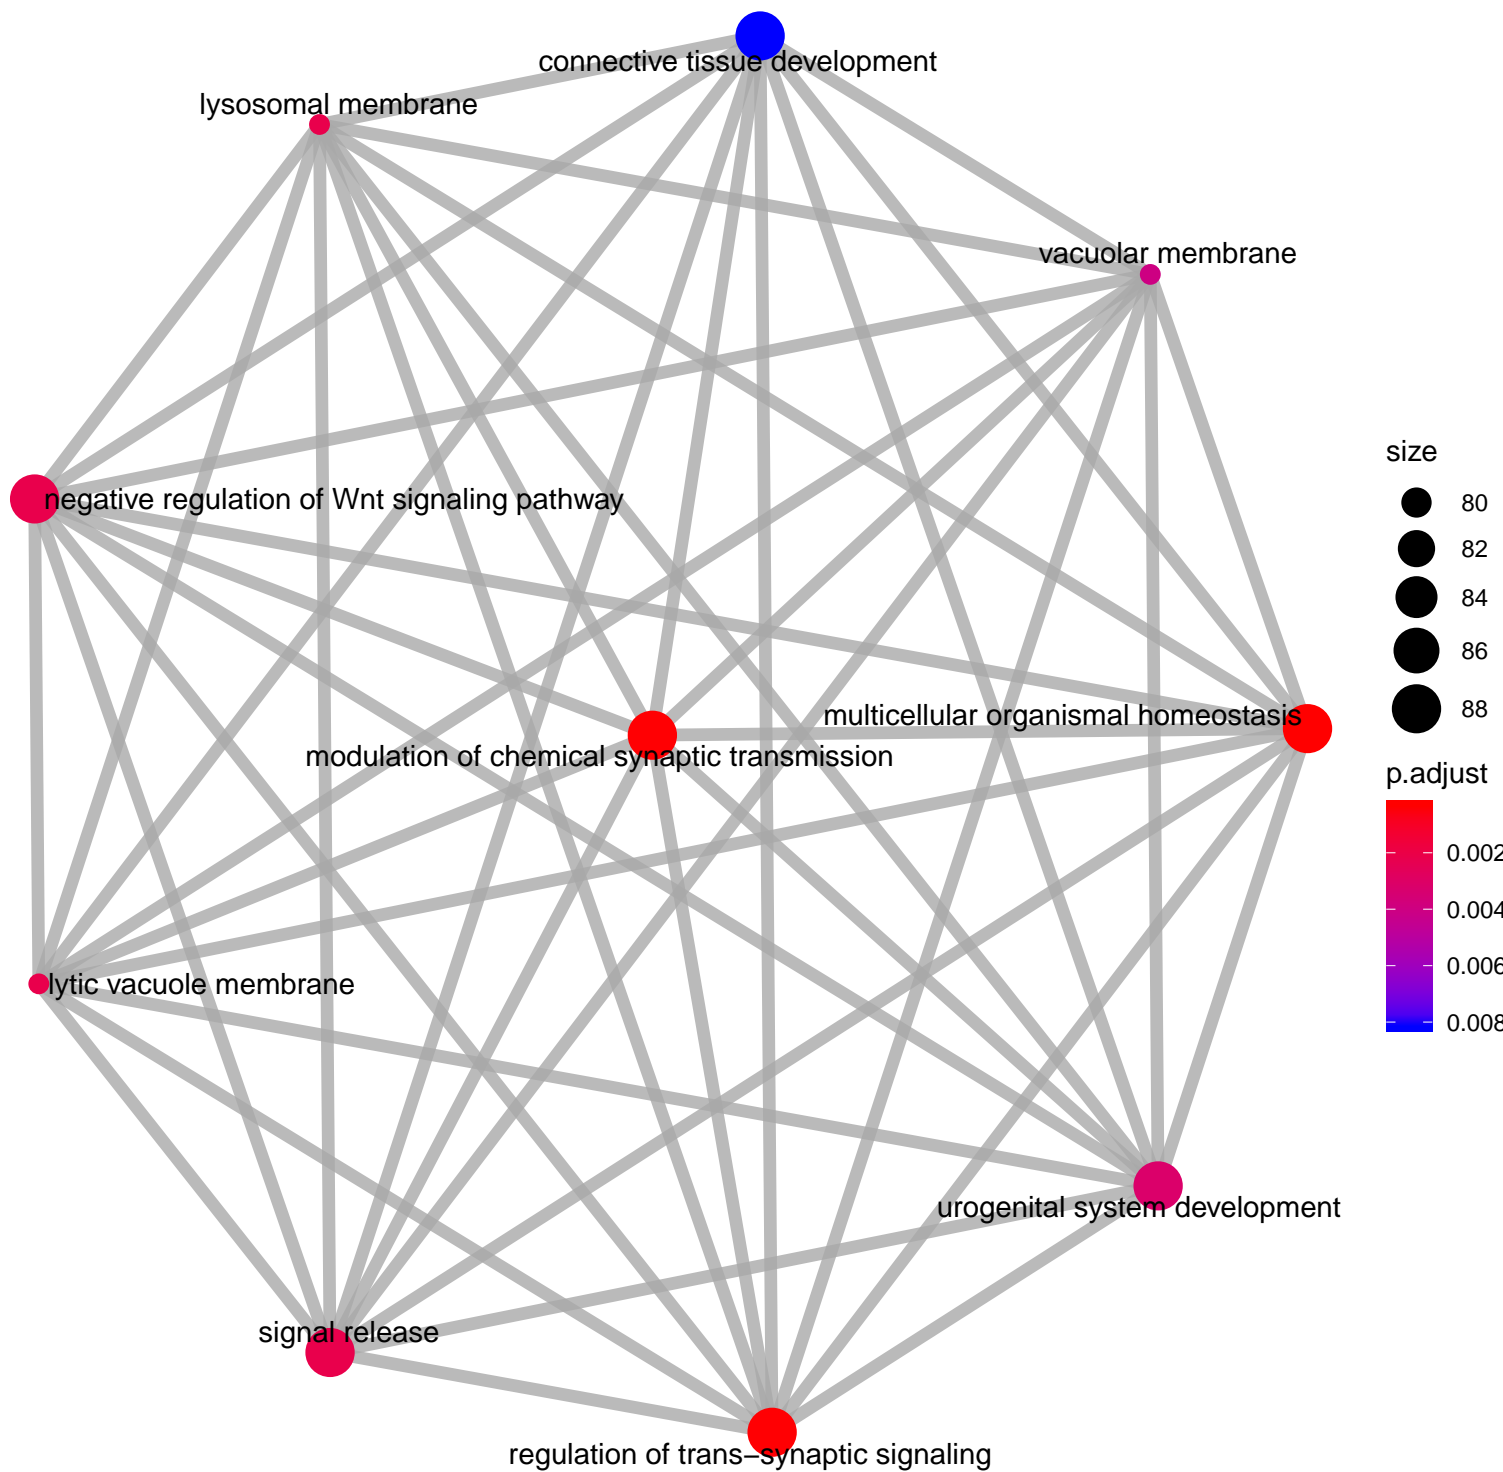 connective tissue development
lysosomal membrane
vacuolar membrane
negative regulation of Wnt signaling pathway
multicellular organismal homeostasis
modulation of chemical synaptic transmission
lytic vacuole membrane
urogenital system development
signal release
regulation of trans−synaptic signaling
size
80
82
84
86
88
p.adjust
0.002
0.004
0.006
0.008